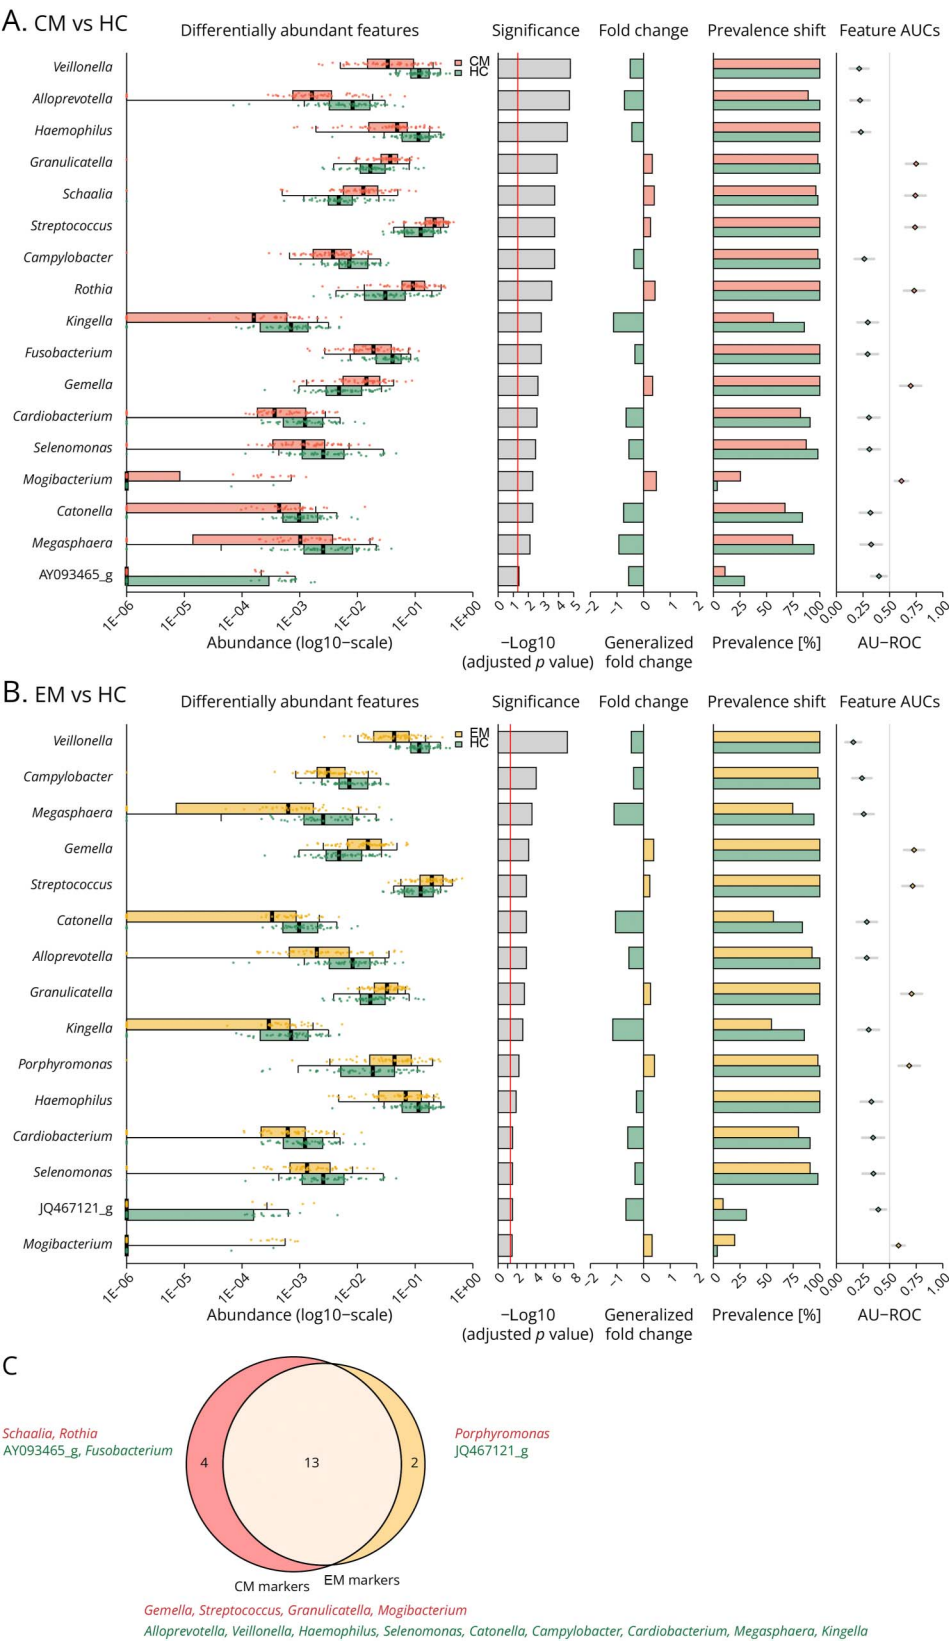 A. CM vs HC
Differentially abundant features
Significance
Fold change
Prevalence shift
Feature AUCs
CM
HC
Veillonella
Alloprevotella
Haemophilus
Granulicatella
Schaalia
Streptococcus
Campylobacter
Rothia
Kingella
Fusobacterium
Gemella
Cardiobacterium
Selenomonas
Mogibacterium
Catonella
Megasphaera
AY093465_g
1E−06 1E−05 1E−04 1E−03 1E−02 1E−01 1E+00
0 1 2 3 4 5
−2 −1 0 1 2
0 25 50 75 100
0.00 0.25 0.50 0.75 1.00
Abundance (log10−scale)
−Log10
(adjusted p value)
Generalized
fold change
Prevalence [%]
AU−ROC
B. EM vs HC
Differentially abundant features
Significance
Fold change
Prevalence shift
Feature AUCs
EM
HC
Veillonella
Campylobacter
Megasphaera
Gemella
Streptococcus
Catonella
Alloprevotella
Granulicatella
Kingella
Porphyromonas
Haemophilus
Cardiobacterium
Selenomonas
JQ467121_g
Mogibacterium
1E−06 1E−05 1E−04 1E−03 1E−02 1E−01 1E+00
0 1 2 4 6 8
−2 −1 0 1 2
0 25 50 75 100
0.00 0.25 0.50 0.75 1.00
Abundance (log10−scale)
−Log10
(adjusted p value)
Generalized
fold change
Prevalence [%]
AU−ROC
C
Schaalia, Rothia
AY093465_g, Fusobacterium
4
13
2
Porphyromonas
JQ467121_g
CM markers
EM markers
Gemella, Streptococcus, Granulicatella, Mogibacterium
Alloprevotella, Veillonella, Haemophilus, Selenomonas, Catonella, Campylobacter, Cardiobacterium, Megasphaera, Kingella